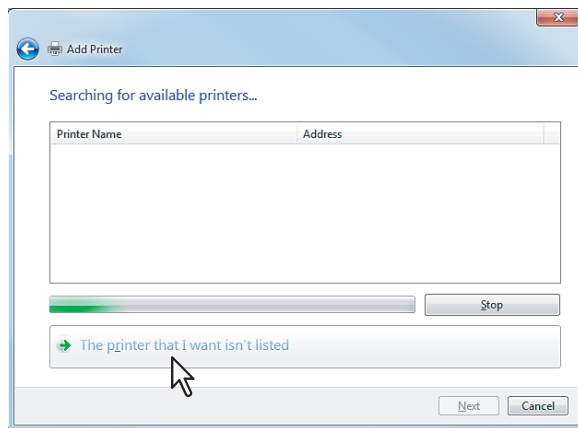 Add Printer
Searching for available printers...
Printer Name Address
Stop
The printer that I want isn't listed
Next Cancel